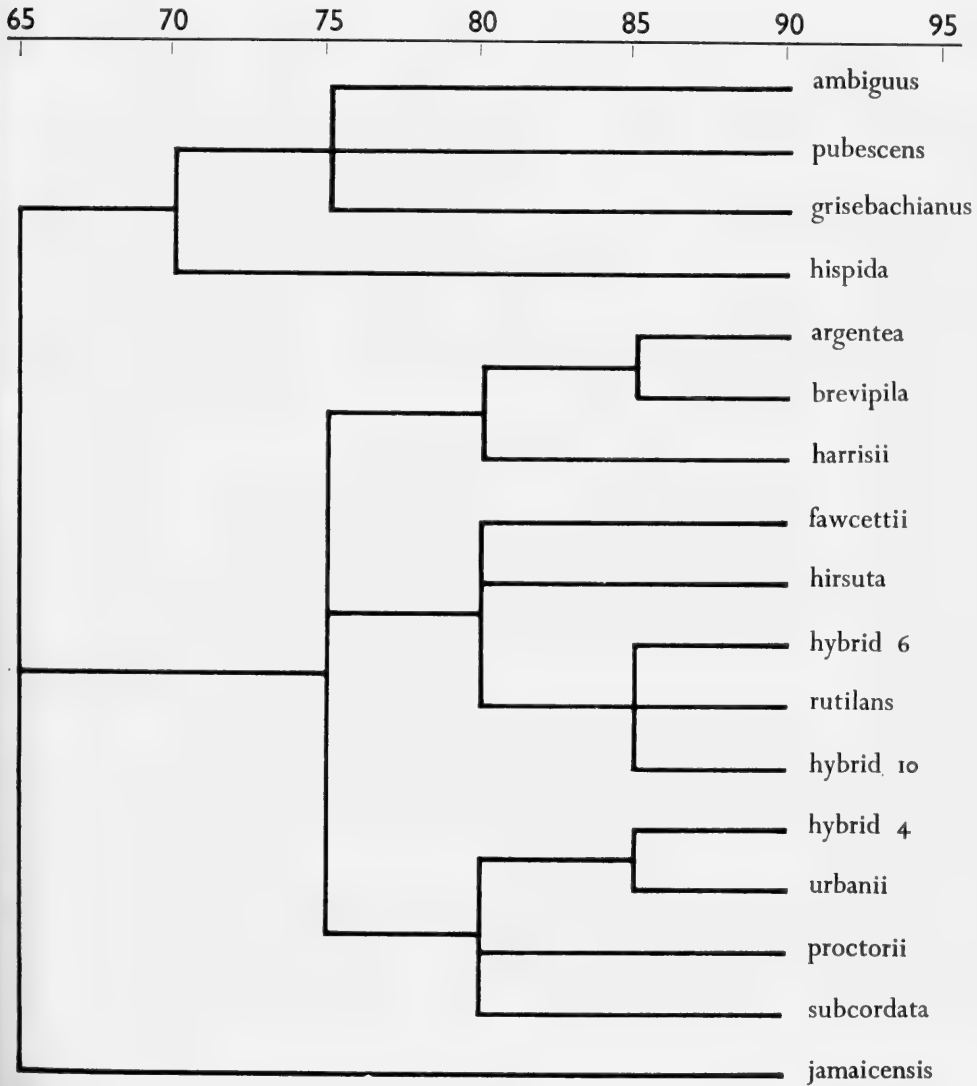 65 70 75 80 85 90 95
ambiguus
pubescens
grisebachianus
hispida
argentea
brevipila
harrisii
fawcettii
hirsuta
hybrid 6
rutilans
hybrid 10
hybrid 4
urbanii
proctorii
subcordata
jamaicensis